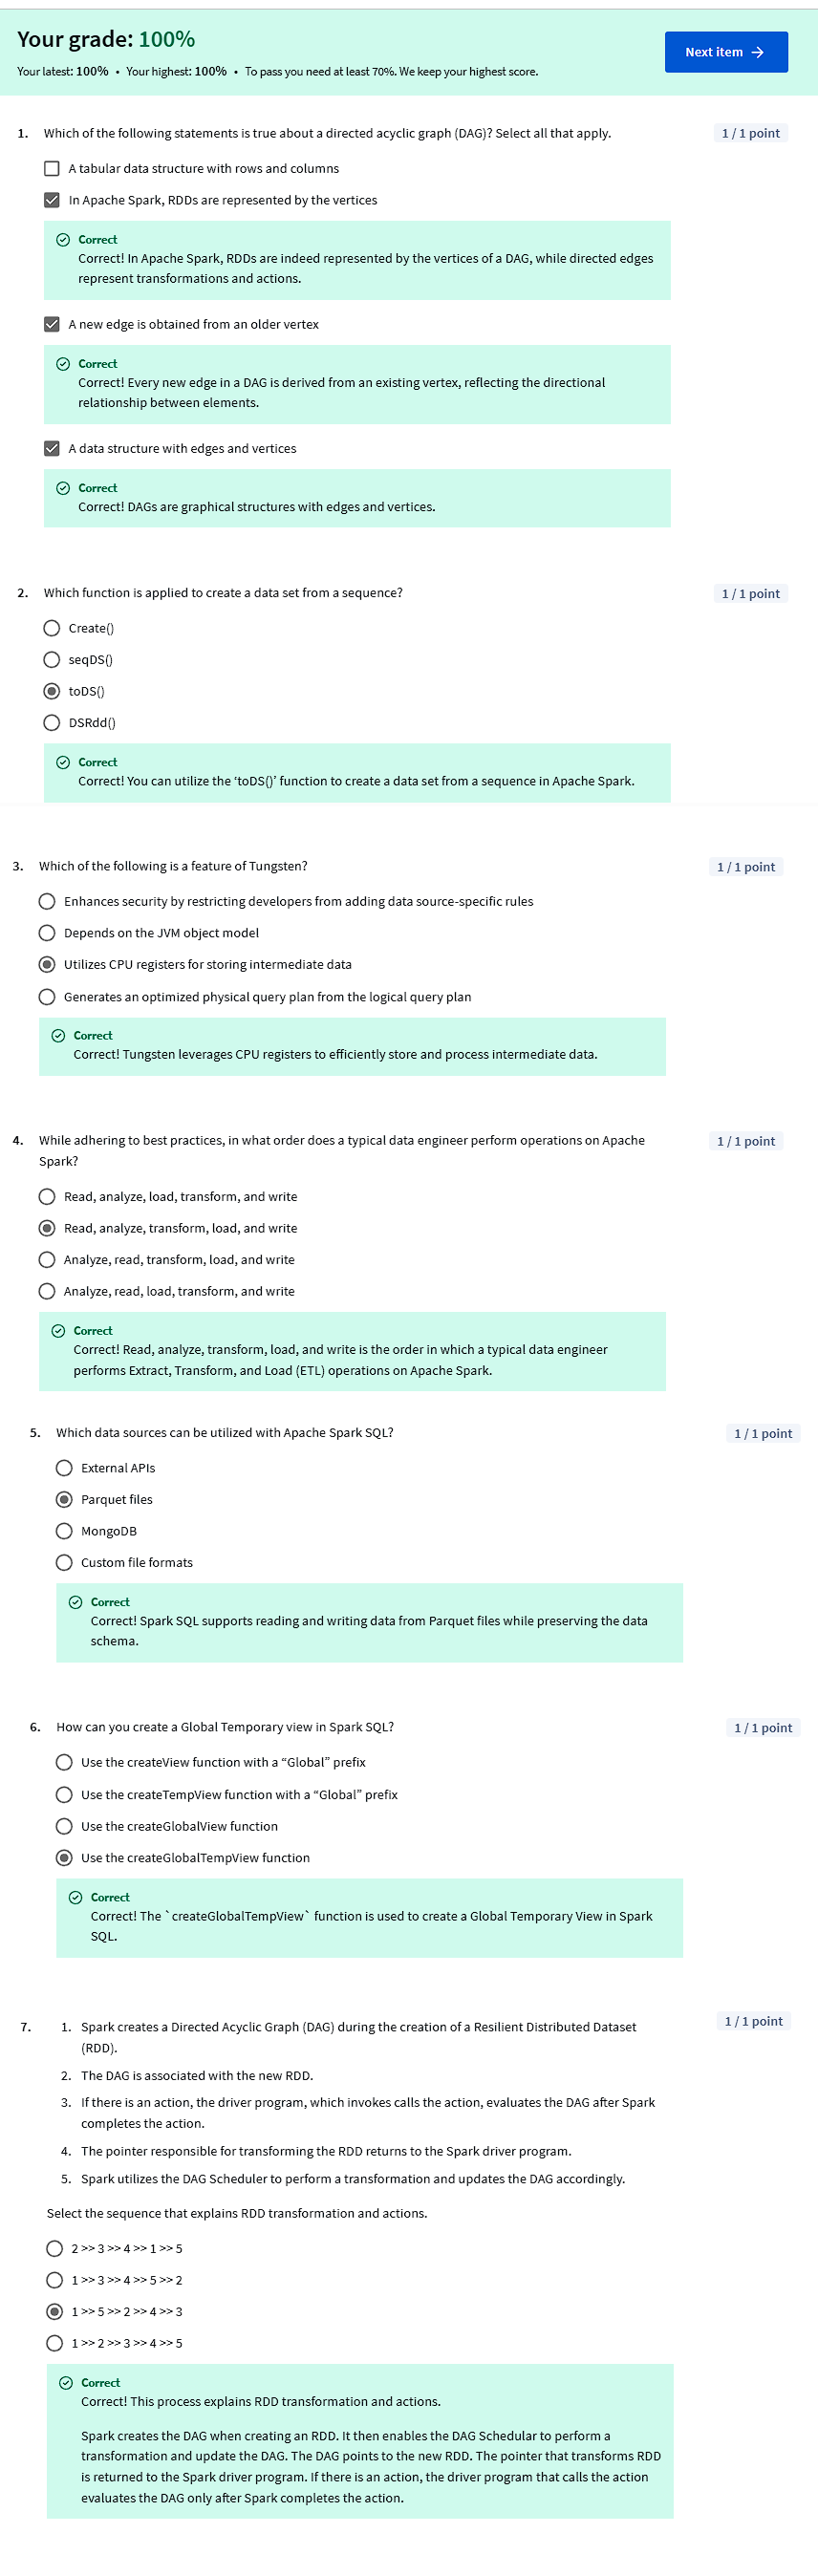 Your grade: 100%
Next item →
Your latest: 100% • Your highest: 100% • To pass you need at least 70%. We keep your highest score.
1. Which of the following statements is true about a directed acyclic graph (DAG)? Select all that apply.
1 / 1 point
A tabular data structure with rows and columns
In Apache Spark, RDDs are represented by the vertices
Correct
Correct! In Apache Spark, RDDs are indeed represented by the vertices of a DAG, while directed edges
represent transformations and actions.
A new edge is obtained from an older vertex
Correct
Correct! Every new edge in a DAG is derived from an existing vertex, reflecting the directional
relationship between elements.
A data structure with edges and vertices
Correct
Correct! DAGs are graphical structures with edges and vertices.
2. Which function is applied to create a data set from a sequence?
1 / 1 point
Create()
seqDS()
toDS()
DSRdd()
Correct
Correct! You can utilize the ‘toDS()’ function to create a data set from a sequence in Apache Spark.
3. Which of the following is a feature of Tungsten?
1 / 1 point
Enhances security by restricting developers from adding data source-specific rules
Depends on the JVM object model
Utilizes CPU registers for storing intermediate data
Generates an optimized physical query plan from the logical query plan
Correct
Correct! Tungsten leverages CPU registers to efficiently store and process intermediate data.
4. While adhering to best practices, in what order does a typical data engineer perform operations on Apache
Spark?
1 / 1 point
Read, analyze, load, transform, and write
Read, analyze, transform, load, and write
Analyze, read, transform, load, and write
Analyze, read, load, transform, and write
Correct
Correct! Read, analyze, transform, load, and write is the order in which a typical data engineer
performs Extract, Transform, and Load (ETL) operations on Apache Spark.
5. Which data sources can be utilized with Apache Spark SQL?
1 / 1 point
External APIs
Parquet files
MongoDB
Custom file formats
Correct
Correct! Spark SQL supports reading and writing data from Parquet files while preserving the data
schema.
6. How can you create a Global Temporary view in Spark SQL?
1 / 1 point
Use the createView function with a “Global” prefix
Use the createTempView function with a “Global” prefix
Use the createGlobalView function
Use the createGlobalTempView function
Correct
Correct! The `createGlobalTempView` function is used to create a Global Temporary View in Spark
SQL.
7. 1. Spark creates a Directed Acyclic Graph (DAG) during the creation of a Resilient Distributed Dataset
(RDD).
1 / 1 point
2. The DAG is associated with the new RDD.
3. If there is an action, the driver program, which invokes calls the action, evaluates the DAG after Spark
completes the action.
4. The pointer responsible for transforming the RDD returns to the Spark driver program.
5. Spark utilizes the DAG Scheduler to perform a transformation and updates the DAG accordingly.
Select the sequence that explains RDD transformation and actions.
2 >> 3 >> 4 >> 1 >> 5
1 >> 3 >> 4 >> 5 >> 2
1 >> 5 >> 2 >> 4 >> 3
1 >> 2 >> 3 >> 4 >> 5
Correct
Correct! This process explains RDD transformation and actions.
Spark creates the DAG when creating an RDD. It then enables the DAG Schedular to perform a
transformation and update the DAG. The DAG points to the new RDD. The pointer that transforms RDD
is returned to the Spark driver program. If there is an action, the driver program that calls the action
evaluates the DAG only after Spark completes the action.